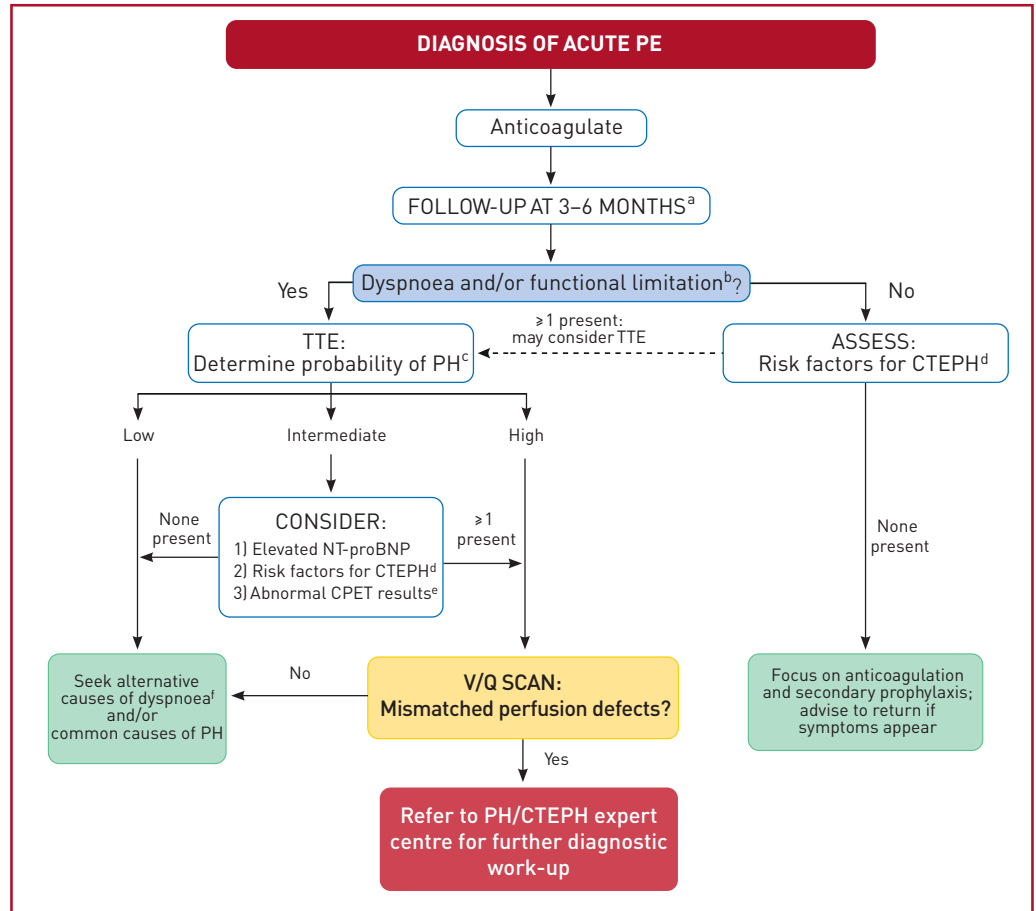 DIAGNOSIS OF ACUTE PE
Anticoagulate
FOLLOW-UP AT 3–6 MONTHSᵃ
Dyspnoea and/or functional limitationᵇ?
Yes
No
TTE:
Determine probability of PHᶜ
⩾1 present:
may consider TTE
ASSESS:
Risk factors for CTEPHᵈ
Low
Intermediate
High
None
present
CONSIDER:
1) Elevated NT-proBNP
2) Risk factors for CTEPHᵈ
3) Abnormal CPET resultsᵉ
⩾1
present
None
present
Seek alternative
causes of dyspnoeaᶠ
and/or
common causes of PH
No
V/Q SCAN:
Mismatched perfusion defects?
Focus on anticoagulation
and secondary prophylaxis;
advise to return if
symptoms appear
Yes
Refer to PH/CTEPH expert
centre for further diagnostic
work-up